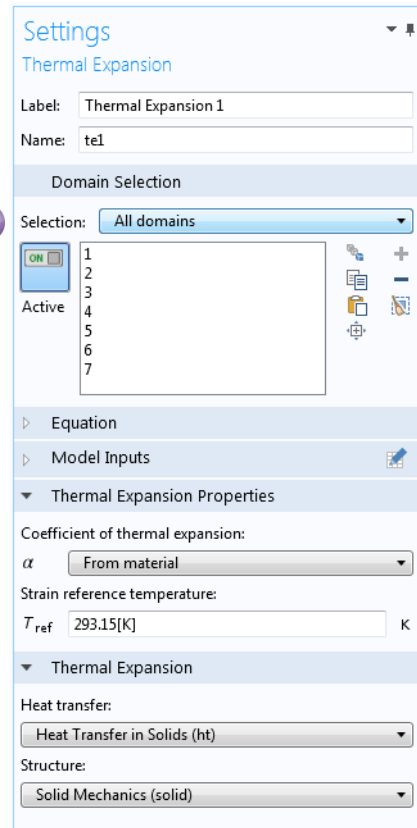 Settings
Thermal Expansion
Label: Thermal Expansion 1
Name: te1
Domain Selection
Selection: All domains
ON
1
2
3
4
5
6
7
Active
Equation
Model Inputs
Thermal Expansion Properties
Coefficient of thermal expansion:
α From material
Strain reference temperature:
Tref 293.15[K] K
Thermal Expansion
Heat transfer:
Heat Transfer in Solids (ht)
Structure:
Solid Mechanics (solid)